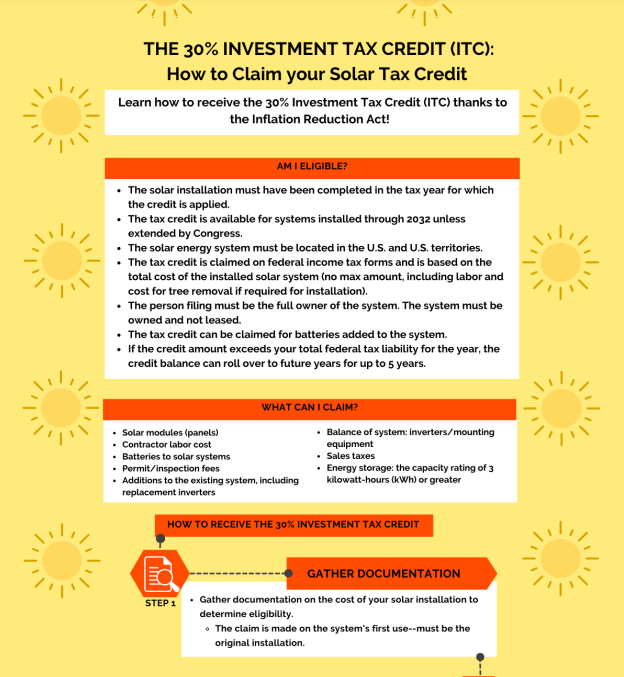 THE 30% INVESTMENT TAX CREDIT (ITC):
How to Claim your Solar Tax Credit
Learn how to receive the 30% Investment Tax Credit (ITC) thanks to
the Inflation Reduction Act!
AM I ELIGIBLE?
• The solar installation must have been completed in the tax year for which
the credit is applied.
• The tax credit is available for systems installed through 2032 unless
extended by Congress.
• The solar energy system must be located in the U.S. and U.S. territories.
• The tax credit is claimed on federal income tax forms and is based on the
total cost of the installed solar system (no max amount, including labor and
cost for tree removal if required for installation).
• The person filing must be the full owner of the system. The system must be
owned and not leased.
• The tax credit can be claimed for batteries added to the system.
• If the credit amount exceeds your total federal tax liability for the year, the
credit balance can roll over to future years for up to 5 years.
WHAT CAN I CLAIM?
• Solar modules (panels)
• Contractor labor cost
• Batteries to solar systems
• Permit/inspection fees
• Additions to the existing system, including
replacement inverters
• Balance of system: inverters/mounting
equipment
• Sales taxes
• Energy storage: the capacity rating of 3
kilowatt-hours (kWh) or greater
HOW TO RECEIVE THE 30% INVESTMENT TAX CREDIT
STEP 1
GATHER DOCUMENTATION
• Gather documentation on the cost of your solar installation to
determine eligibility.
◦ The claim is made on the system's first use--must be the
original installation.